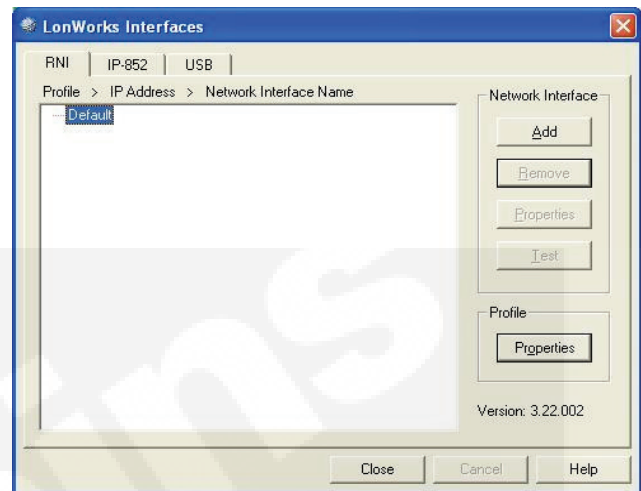 LonWorks Interfaces
RNI IP-852 USB
Profile > IP Address > Network Interface Name
Default
Network Interface
Add
Remove
Properties
Test
Profile
Properties
Version: 3.22.002
Close Cancel Help